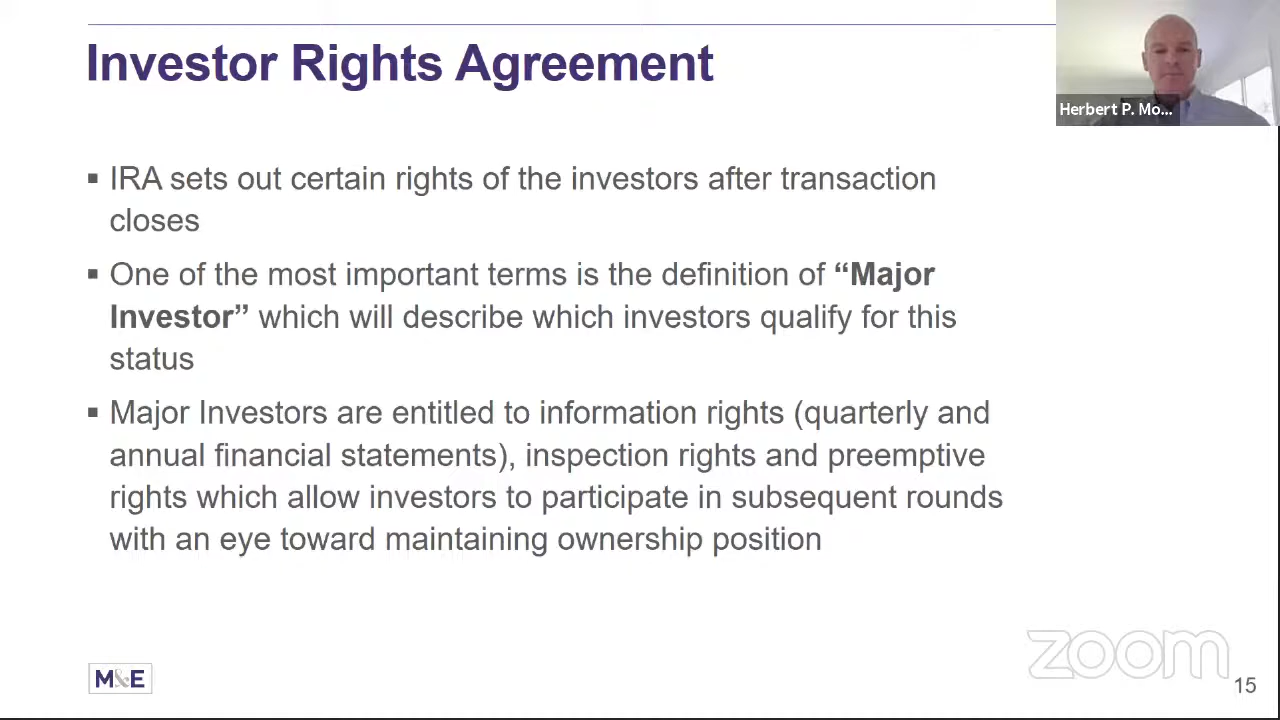 Investor Rights Agreement
Herbert P. Mo...
▪ IRA sets out certain rights of the investors after transaction
closes
▪ One of the most important terms is the definition of “Major
Investor” which will describe which investors qualify for this
status
▪ Major Investors are entitled to information rights (quarterly and
annual financial statements), inspection rights and preemptive
rights which allow investors to participate in subsequent rounds
with an eye toward maintaining ownership position
M&E
zoom
15